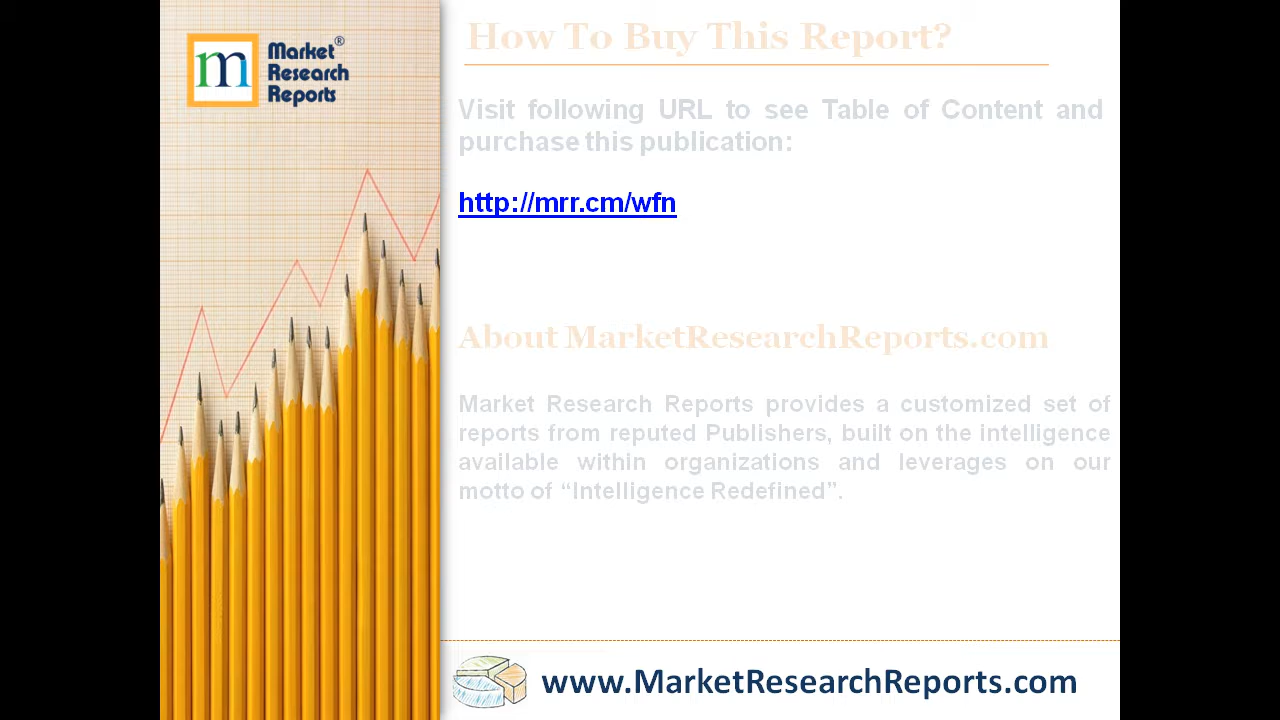 Market®
Research
Reports
m
How To Buy This Report?
Visit following URL to see Table of Content and
purchase this publication:
http://mrr.cm/wfn
About MarketResearchReports.com
Market Research Reports provides a customized set of
reports from reputed Publishers, built on the intelligence
available within organizations and leverages on our
motto of “Intelligence Redefined”.
www.MarketResearchReports.com